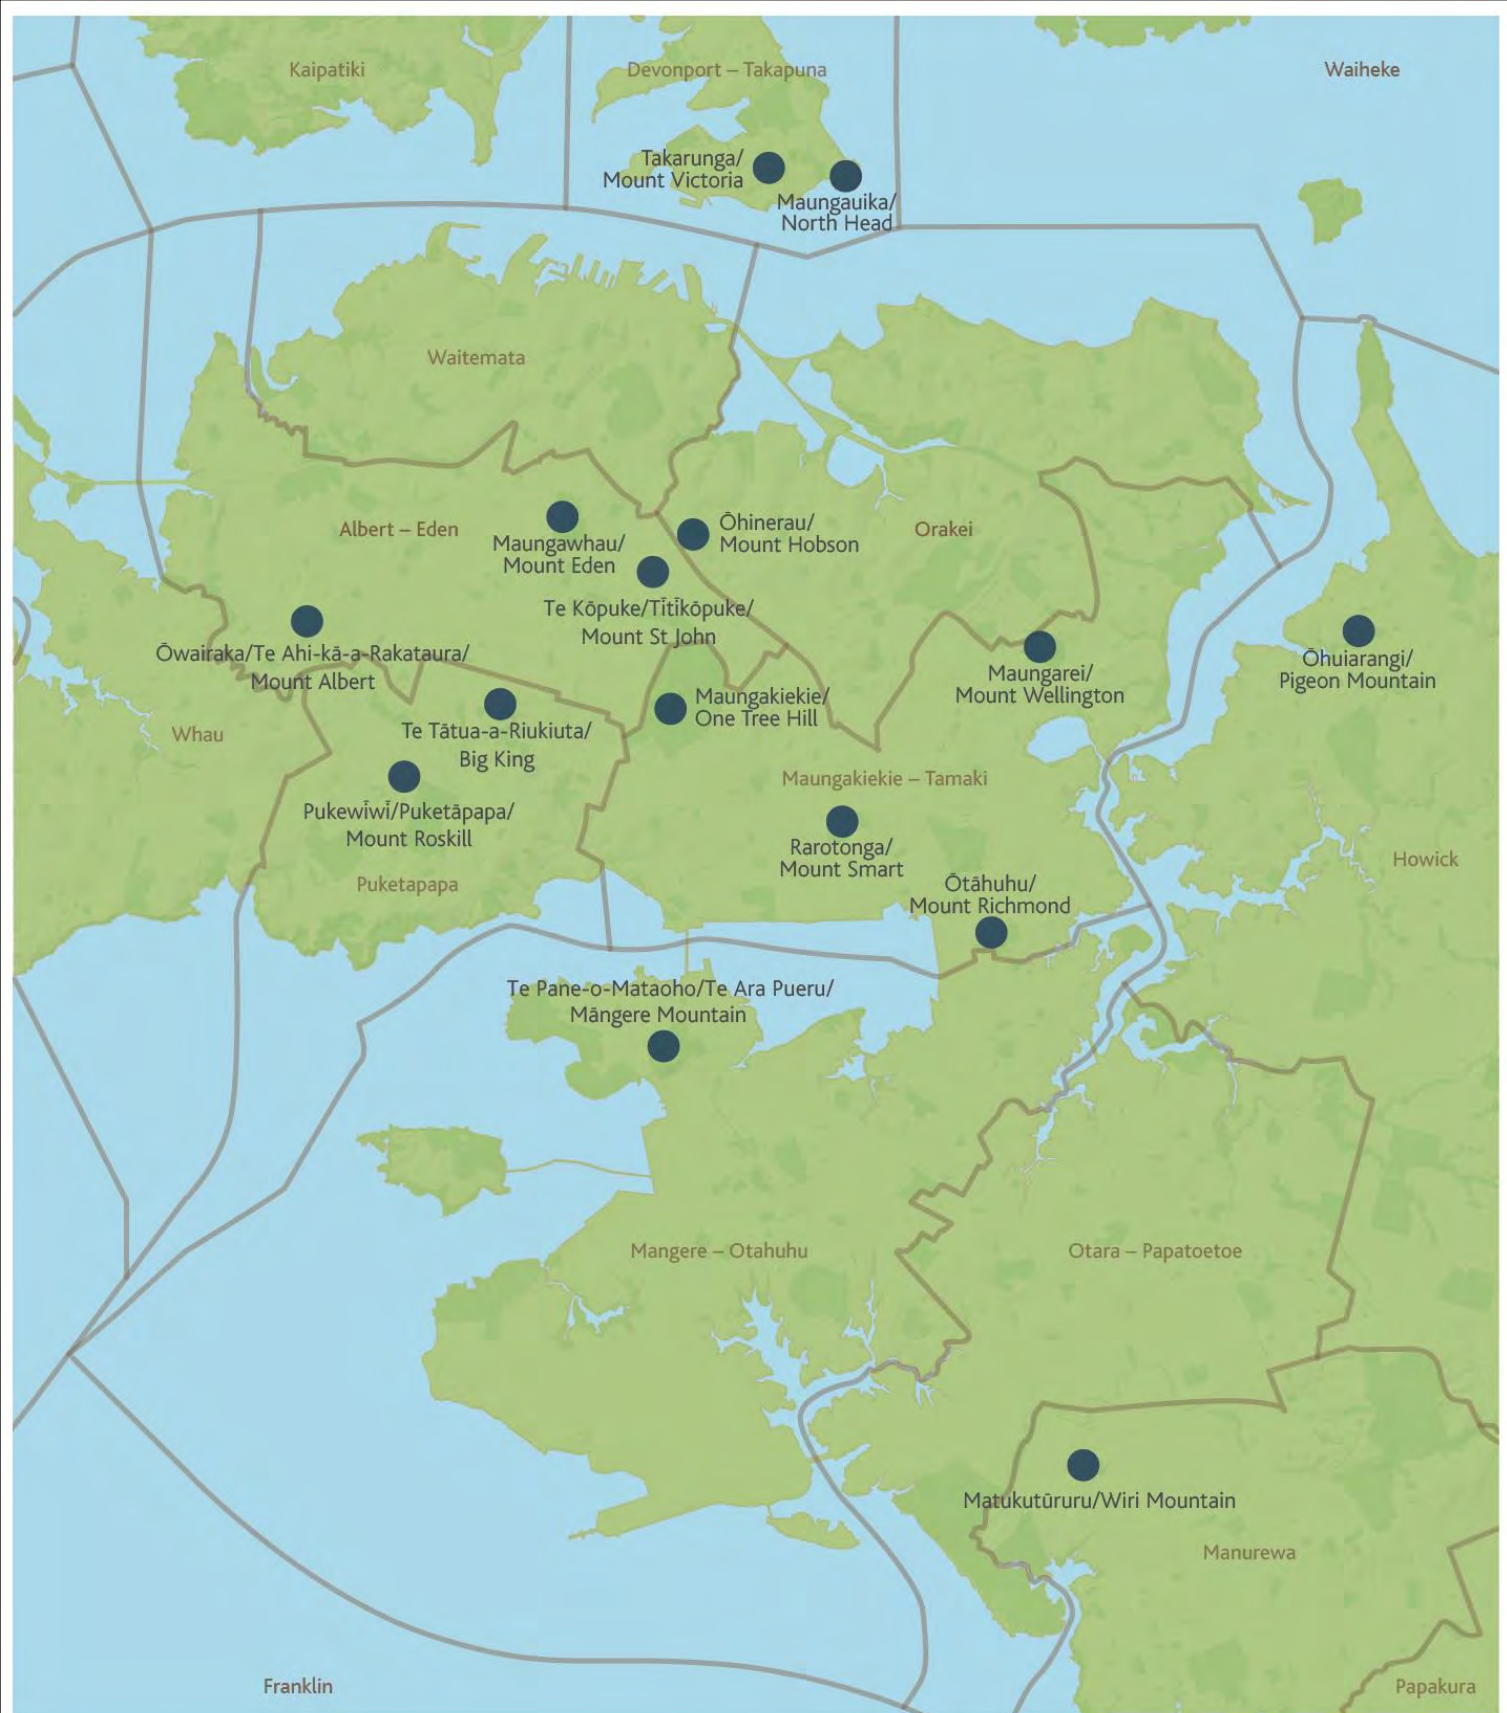 Kaipatiki
Devonport – Takapuna
Waiheke
Takarunga/
Mount Victoria
Maungauika/
North Head
Waitemata
Albert – Eden
Maungawhau/
Mount Eden
Ōhinerau/
Mount Hobson
Orakei
Te Kōpuke/Tītīkōpuke/
Mount St John
Ōwairaka/Te Ahi-kā-a-Rakataura/
Mount Albert
Maungarei/
Mount Wellington
Ōhuiarangi/
Pigeon Mountain
Whau
Te Tātua-a-Riukiuta/
Big King
Maungakiekie/
One Tree Hill
Maungakiekie – Tamaki
Pukewīwī/Puketāpapa/
Mount Roskill
Rarotonga/
Mount Smart
Howick
Puketapapa
Ōtāhuhu/
Mount Richmond
Te Pane-o-Mataoho/Te Ara Pueru/
Māngere Mountain
Mangere – Otahuhu
Otara – Papatoetoe
Matukutūruru/Wiri Mountain
Manurewa
Franklin
Papakura